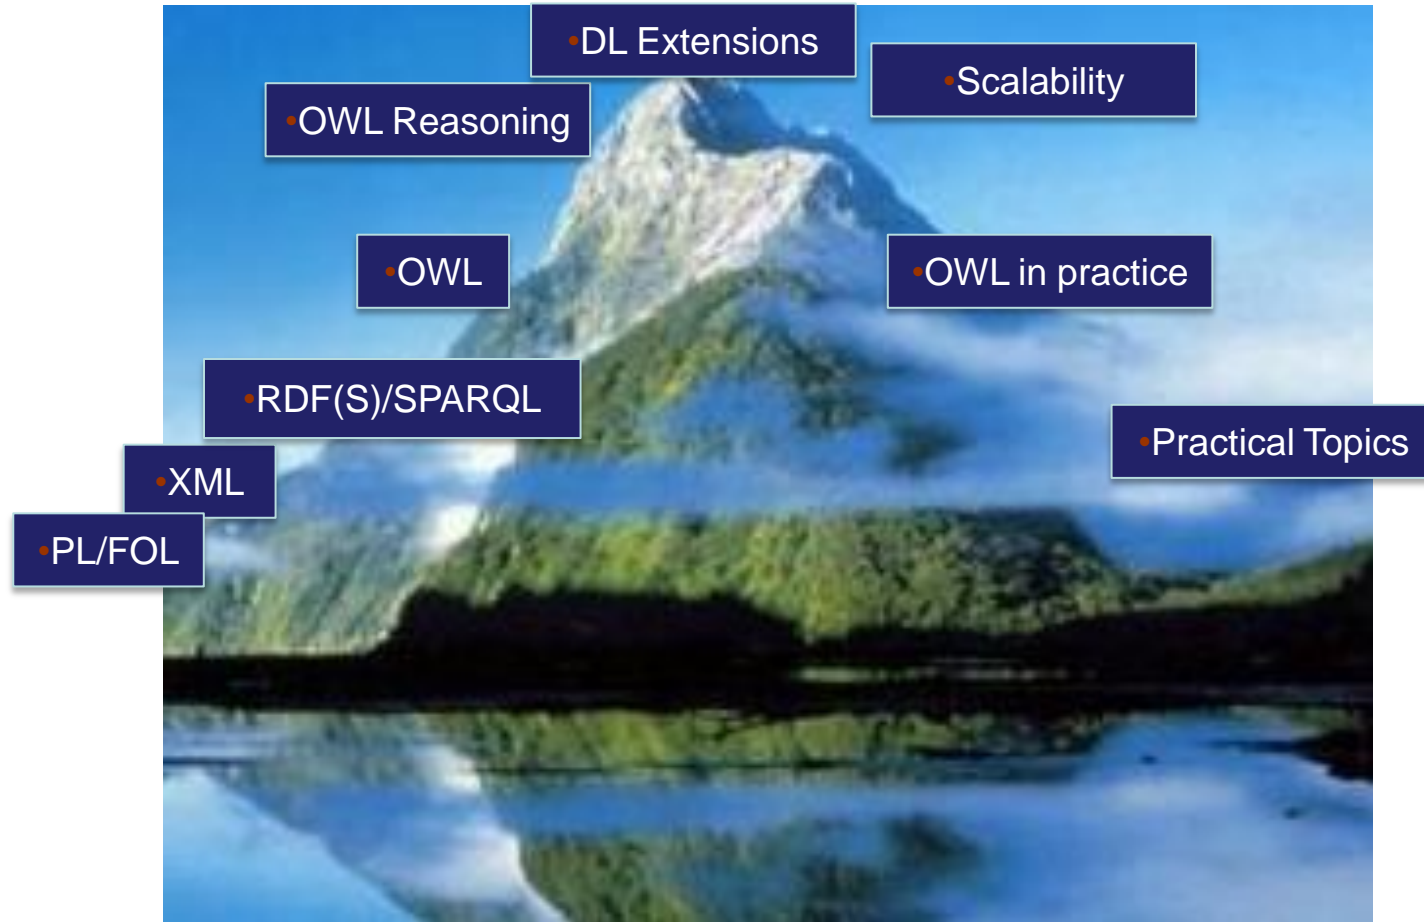 •DL Extensions
•Scalability
•OWL Reasoning
•OWL
•OWL in practice
•RDF(S)/SPARQL
•Practical Topics
•XML
•PL/FOL